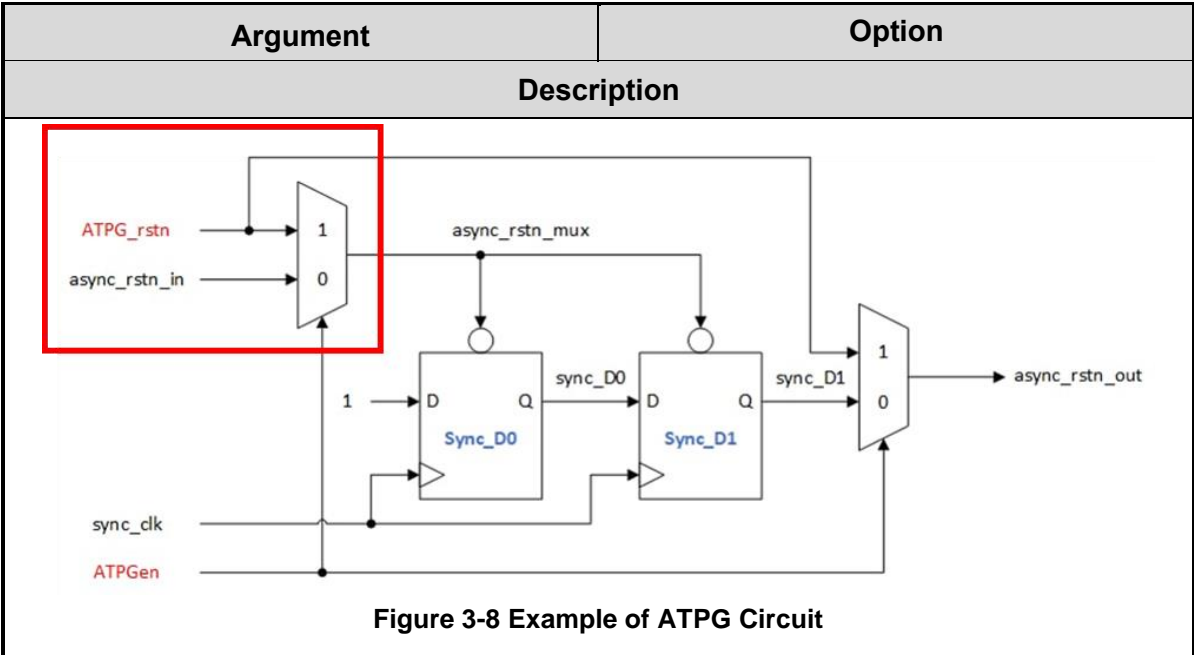 Argument
Option
Description
ATPG_rstn
1
async_rstn_mux
async_rstn_in
0
1
async_rstn_out
sync_D0
sync_D1
1
D
Q
D
Q
0
Sync_D0
Sync_D1
sync_clk
ATPGen
Figure 3-8 Example of ATPG Circuit